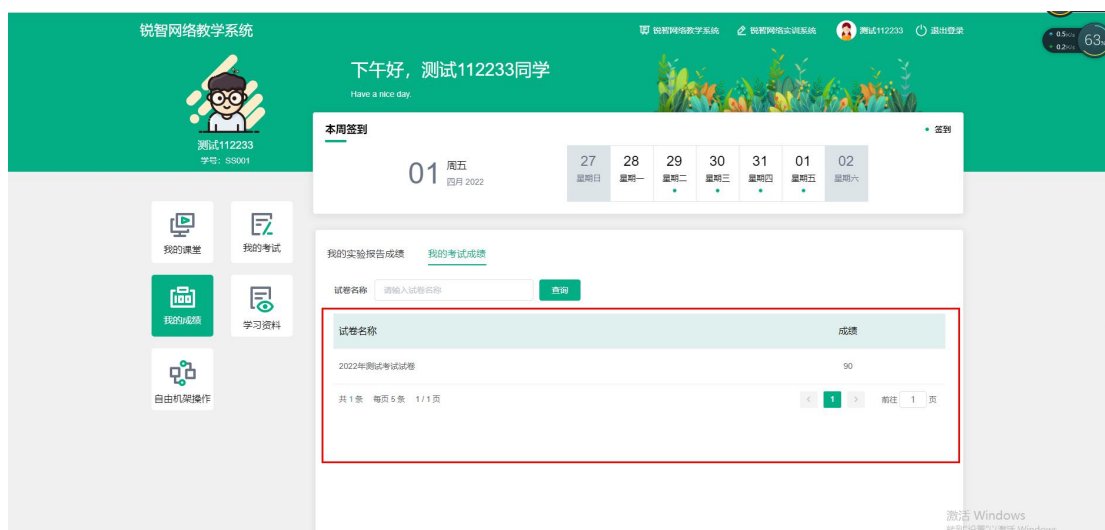 锐智网络教学系统
锐智网络教学系统 锐智网络实训系统 测试112233 退出登录
0.5K/s
0.2K/s
63%
下午好，测试112233同学
Have a nice day.
测试112233
学号：SS001
本周签到
签到
01 周五
四月 2022
27 28 29 30 31 01 02
星期日 星期一 星期二 星期三 星期四 星期五 星期六
我的课堂 我的考试
我的成绩 学习资料
自由机架操作
我的实验报告成绩 我的考试成绩
试卷名称 请输入试卷名称 查询
试卷名称 成绩
2022年测试考试试卷 90
共 1 条 每页 5 条 1 / 1 页
< 1 > 前往 1 页
激活 Windows